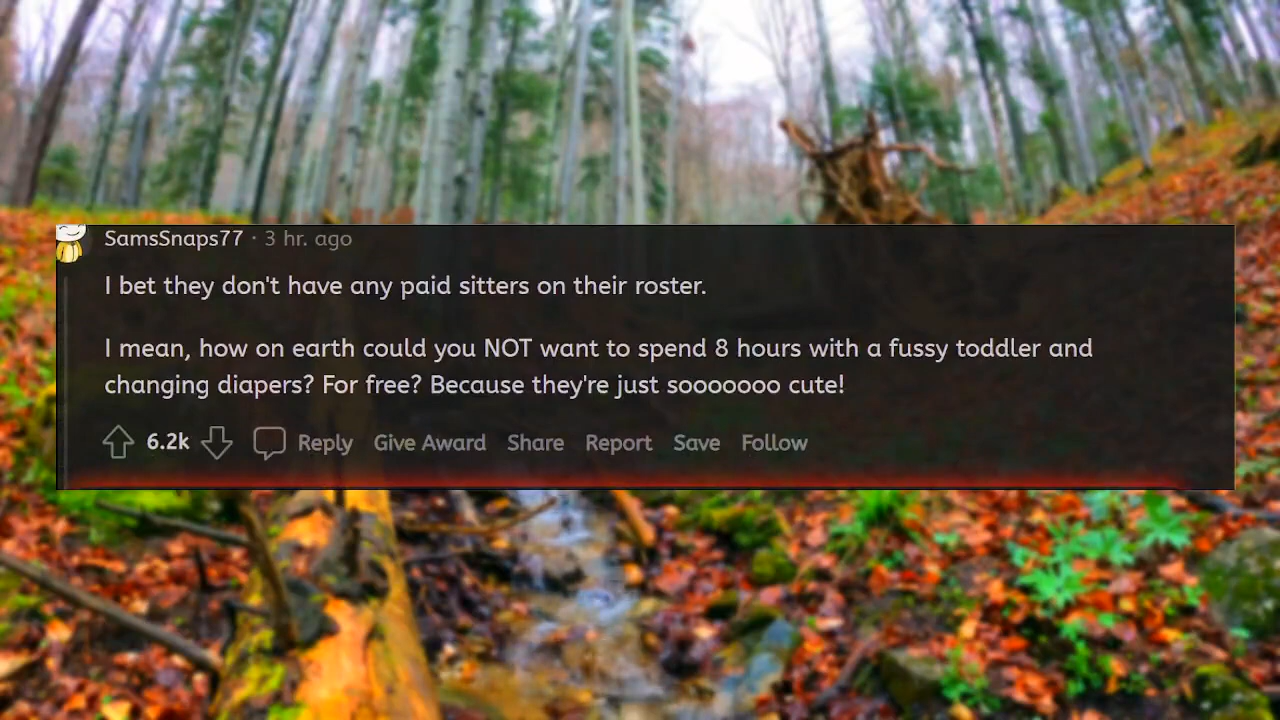 SamsSnaps77 · 3 hr. ago
I bet they don't have any paid sitters on their roster.
I mean, how on earth could you NOT want to spend 8 hours with a fussy toddler and
changing diapers? For free? Because they're just sooooooo cute!
6.2k Reply Give Award Share Report Save Follow